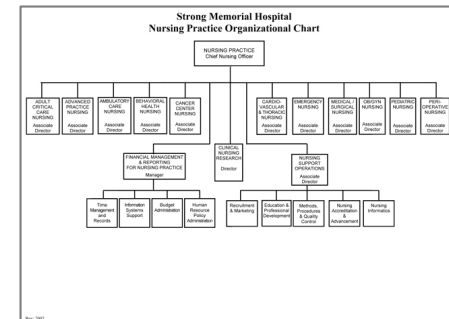 Strong Memorial Hospital
Nursing Practice Organizational Chart
NURSING PRACTICE
Chief Nursing Officer
ADULT
CRITICAL
CARE
NURSING
Associate
Director
ADVANCED
PRACTICE
NURSING
Associate
Director
AMBULATORY
CARE
NURSING
Associate
Director
BEHAVIORAL
HEALTH
NURSING
Associate
Director
CANCER
CENTER
NURSING
Associate
Director
CARDIO-
VASCULAR
& THORACIC
NURSING
Associate
Director
EMERGENCY
NURSING
Associate
Director
MEDICAL /
SURGICAL
NURSING
Associate
Director
OB/GYN
NURSING
Associate
Director
PEDIATRIC
NURSING
Associate
Director
PERI-
OPERATIVE
NURSING
Associate
Director
FINANCIAL MANAGEMENT
& REPORTING
FOR NURSING PRACTICE
Manager
CLINICAL
NURSING
RESEARCH
Director
NURSING
SUPPORT
OPERATIONS
Associate
Director
Time
Management
and
Records
Information
Systems
Support
Budget
Administration
Human
Resource
Policy
Administration
Recruitment
& Marketing
Education &
Professional
Development
Methods,
Procedures
& Quality
Control
Nursing
Accreditation
&
Advancement
Nursing
Informatics